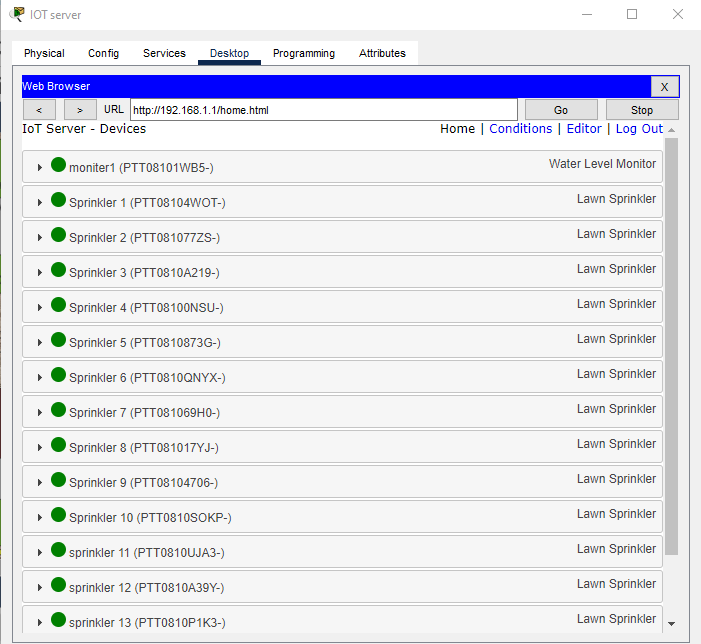 IOT server
Physical Config Services Desktop Programming Attributes
Web Browser X
< > URL http://192.168.1.1/home.html Go Stop
IoT Server - Devices Home | Conditions | Editor | Log Out
moniter1 (PTT08101WB5-) Water Level Monitor
Sprinkler 1 (PTT08104WOT-) Lawn Sprinkler
Sprinkler 2 (PTT081077ZS-) Lawn Sprinkler
Sprinkler 3 (PTT0810A219-) Lawn Sprinkler
Sprinkler 4 (PTT08100NSU-) Lawn Sprinkler
Sprinkler 5 (PTT0810873G-) Lawn Sprinkler
Sprinkler 6 (PTT0810QNYX-) Lawn Sprinkler
Sprinkler 7 (PTT081069H0-) Lawn Sprinkler
Sprinkler 8 (PTT081017YJ-) Lawn Sprinkler
Sprinkler 9 (PTT08104706-) Lawn Sprinkler
Sprinkler 10 (PTT0810SOKP-) Lawn Sprinkler
sprinkler 11 (PTT0810UJA3-) Lawn Sprinkler
sprinkler 12 (PTT0810A39Y-) Lawn Sprinkler
sprinkler 13 (PTT0810P1K3-) Lawn Sprinkler